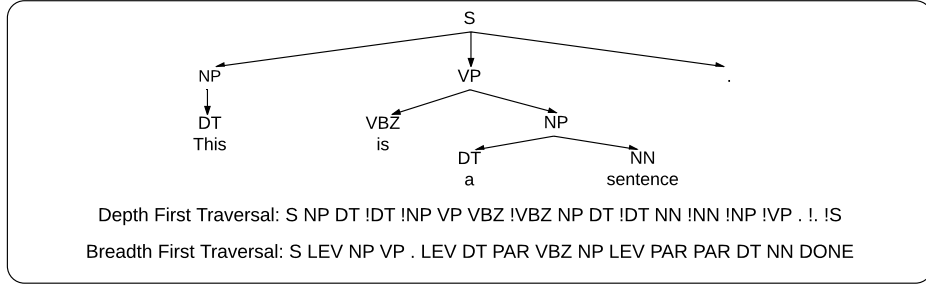 S
NP VP .
DT VBZ NP
This is
DT NN
a sentence
Depth First Traversal: S NP DT !DT !NP VP VBZ !VBZ NP DT !DT NN !NN !NP !VP . !. !S
Breadth First Traversal: S LEV NP VP . LEV DT PAR VBZ NP LEV PAR PAR DT NN DONE